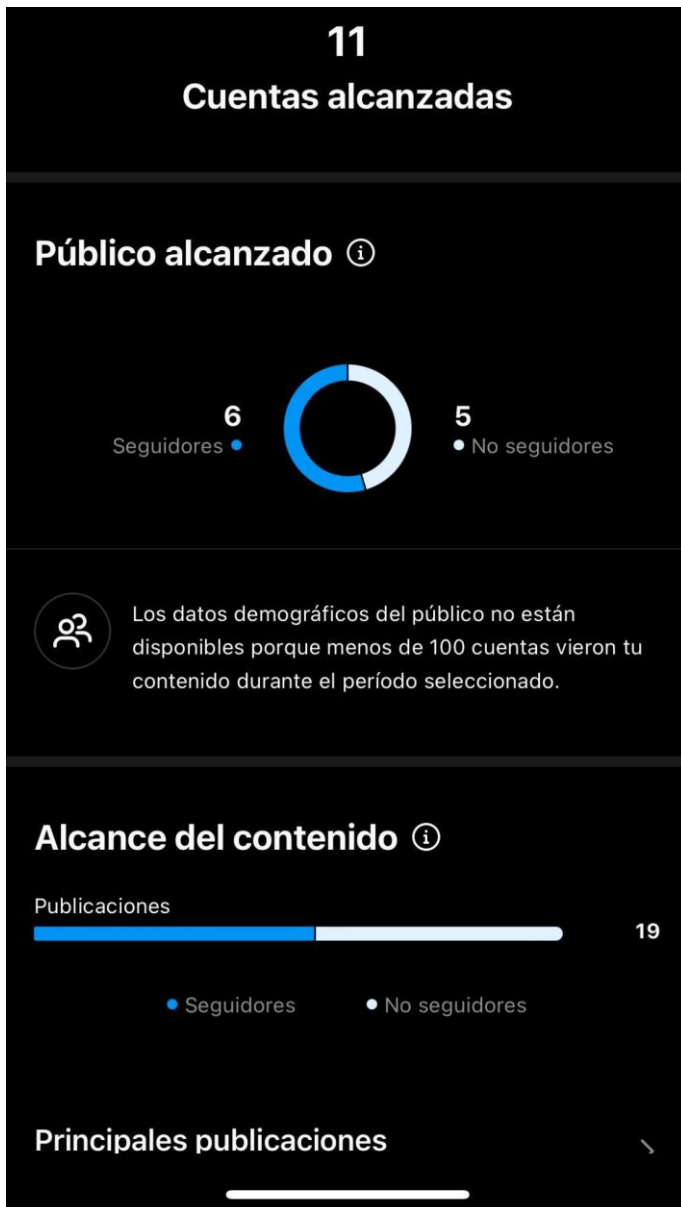 11
Cuentas alcanzadas
Público alcanzado
6
Seguidores
5
No seguidores
Los datos demográficos del público no están
disponibles porque menos de 100 cuentas vieron tu
contenido durante el período seleccionado.
Alcance del contenido
Publicaciones
19
Seguidores
No seguidores
Principales publicaciones